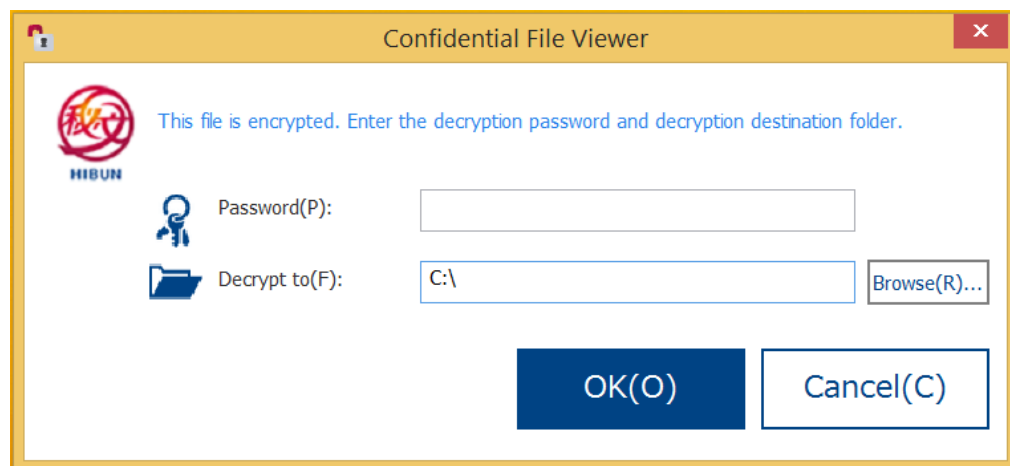 Confidential File Viewer
秘文
HIBUN
This file is encrypted. Enter the decryption password and decryption destination folder.
Password(P):
Decrypt to(F):
C:\
Browse(R)...
OK(O)
Cancel(C)